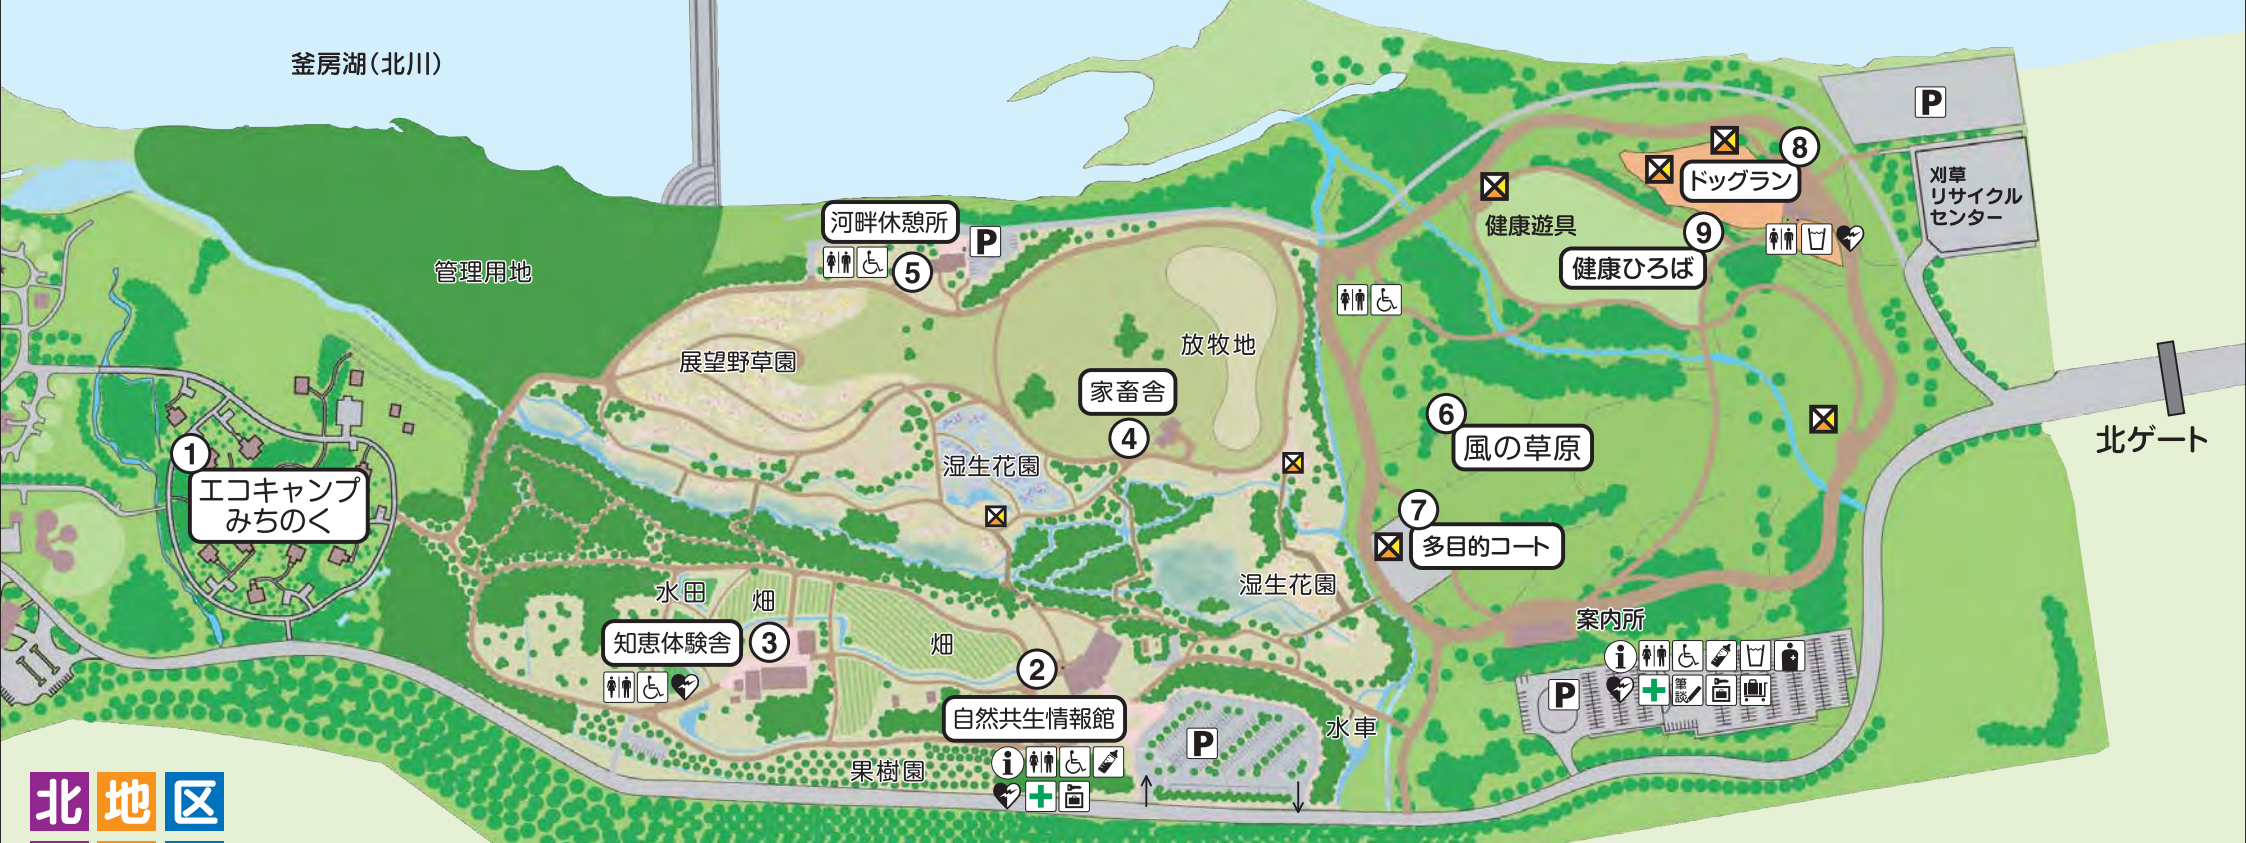 釜房湖(北川)
P
刈草
リサイクル
センター
8
ドッグラン
9
健康遊具
健康ひろば
河畔休憩所
P
5
管理用地
展望野草園
放牧地
家畜舎
4
6
風の草原
北ゲート
1
エコキャンプ
みちのく
湿生花園
7
多目的コート
湿生花園
水田
畑
案内所
知恵体験舎
3
畑
2
i
筆談
P
自然共生情報館
水車
P
i
果樹園
北地区